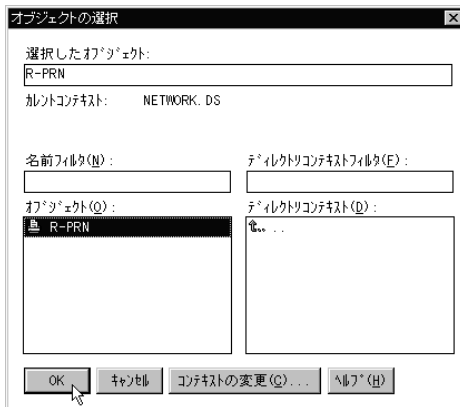 オブジェクトの選択
選択したｵﾌﾞｼﾞｪｸﾄ:
R-PRN
ｶﾚﾝﾄｺﾝﾃｷｽﾄ: NETWORK.DS
名前ﾌｨﾙﾀ(N):
ﾃﾞｨﾚｸﾄﾘｺﾝﾃｷｽﾄﾌｨﾙﾀ(F):
ｵﾌﾞｼﾞｪｸﾄ(O):
ﾃﾞｨﾚｸﾄﾘｺﾝﾃｷｽﾄ(D):
R-PRN
..
OK
ｷｬﾝｾﾙ
ｺﾝﾃｷｽﾄの変更(C)...
ﾍﾙﾌﾟ(H)